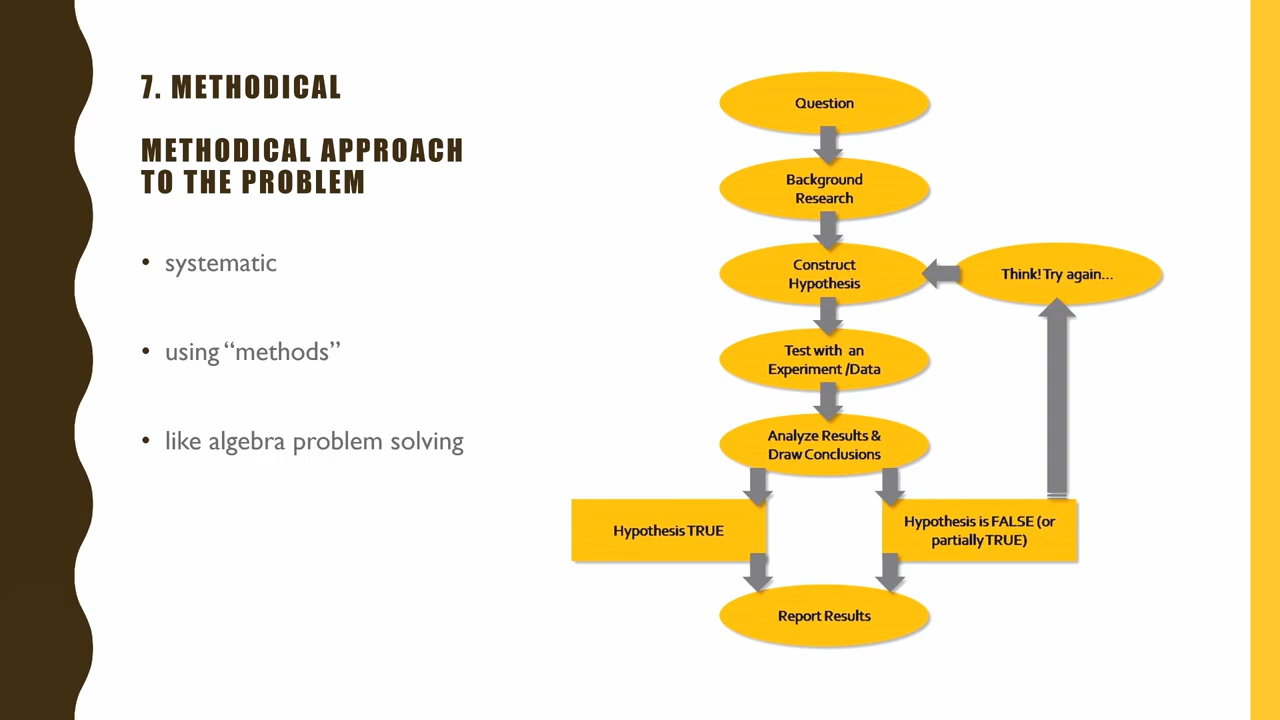 7. METHODICAL
METHODICAL APPROACH
TO THE PROBLEM
• systematic
• using “methods”
• like algebra problem solving
Question
Background
Research
Construct
Hypothesis
Think! Try again...
Test with an
Experiment /Data
Analyze Results &
Draw Conclusions
Hypothesis TRUE
Hypothesis is FALSE (or
partially TRUE)
Report Results